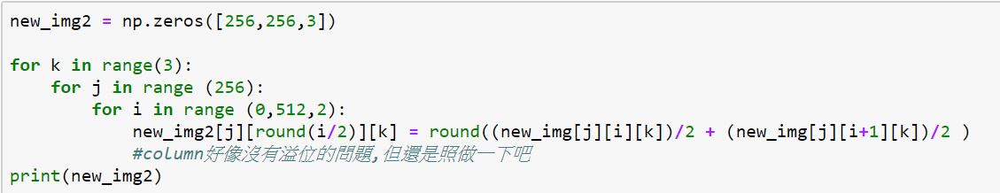 new_img2 = np.zeros([256,256,3])
for k in range(3):
    for j in range (256):
        for i in range (0,512,2):
            new_img2[j][round(i/2)][k] = round((new_img[j][i][k])/2 + (new_img[j][i+1][k])/2 )
            #column好像沒有溢位的問題,但還是照做一下吧
print(new_img2)